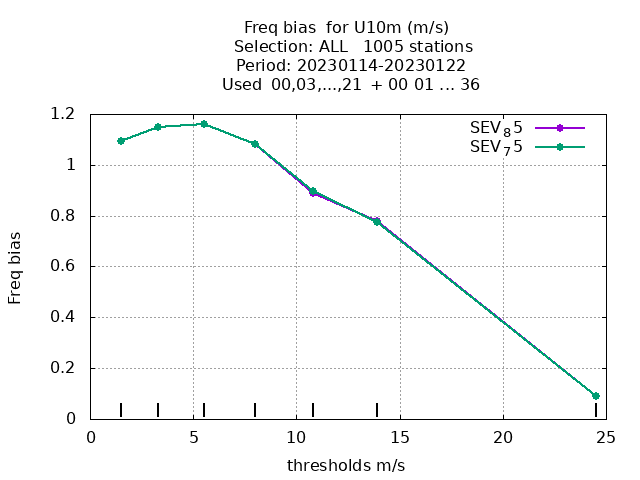 Freq bias  for U10m (m/s)
Selection: ALL   1005 stations
Period: 20230114-20230122
Used  00,03,...,21  + 00 01 ... 36
SEV₈5
SEV₇5
1.2
1
0.8
0.6
0.4
0.2
0
Freq bias
0 5 10 15 20 25
thresholds m/s